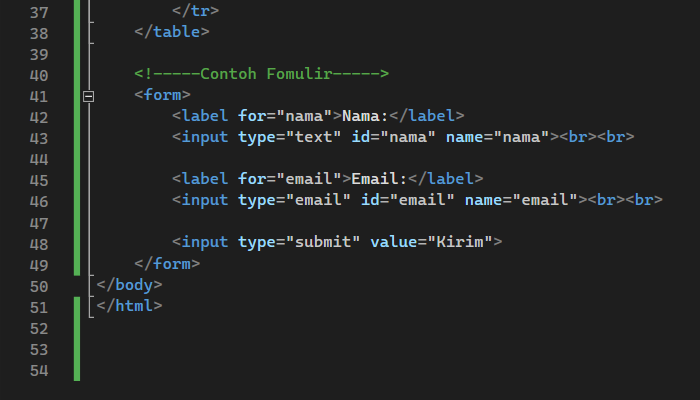 37 </tr>
38 </table>
39
40 <!-----Contoh Fomulir----->
41 <form>
42 <label for="nama">Nama:</label>
43 <input type="text" id="nama" name="nama"><br><br>
44
45 <label for="email">Email:</label>
46 <input type="email" id="email" name="email"><br><br>
47
48 <input type="submit" value="Kirim">
49 </form>
50 </body>
51 </html>
52
53
54